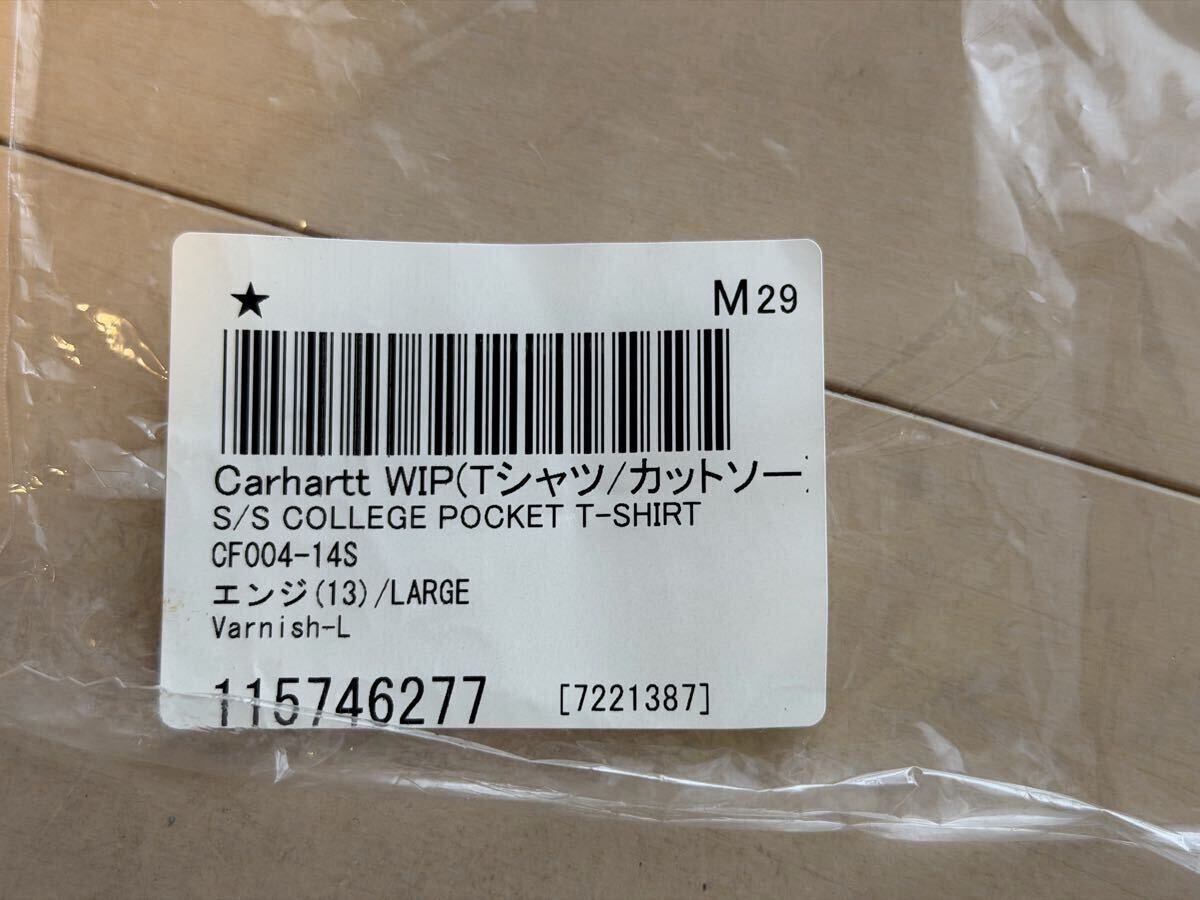 ★ M29
Carhartt WIP(Tシャツ/カットソー
S/S COLLEGE POCKET T-SHIRT
CF004-14S
エンジ(13)/LARGE
Varnish-L
115746277 [7221387]